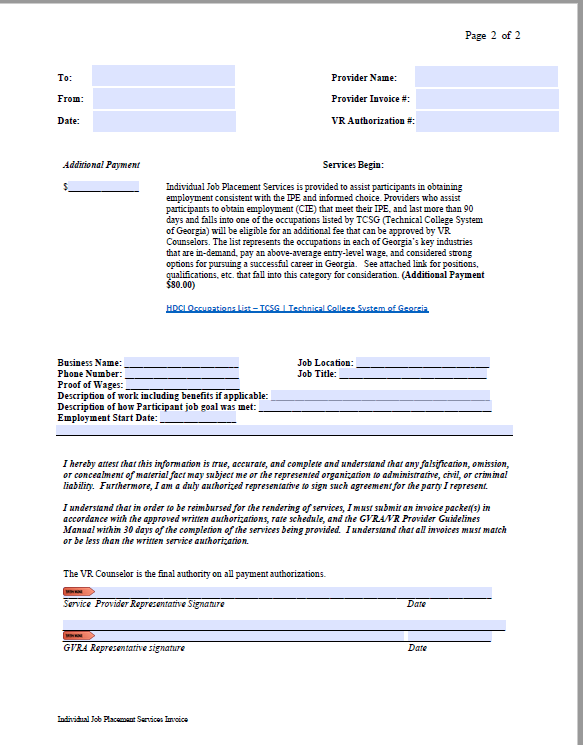 Page 2 of 2
To: Provider Name:
From: Provider Invoice #:
Date: VR Authorization #:
Additional Payment Services Begin:
$
Individual Job Placement Services is provided to assist participants in obtaining
employment consistent with the IPE and informed choice. Providers who assist
participants to obtain employment (CIE) that meet their IPE, and last more than 90
days and falls into one of the occupations listed by TCSG (Technical College System
of Georgia) will be eligible for an additional fee that can be approved by VR
Counselors. The list represents the occupations in each of Georgia's key industries
that are in-demand, pay an above-average entry-level wage, and considered strong
options for pursuing a successful career in Georgia. See attached link for positions,
qualifications, etc. that fall into this category for consideration. (Additional Payment
$80.00)
HDCI Occupations List – TCSG | Technical College System of Georgia
Business Name: Job Location:
Phone Number: Job Title:
Proof of Wages:
Description of work including benefits if applicable:
Description of how Participant job goal was met:
Employment Start Date:
I hereby attest that this information is true, accurate, and complete and understand that any falsification, omission,
or concealment of material fact may subject me or the represented organization to administrative, civil, or criminal
liability. Furthermore, I am a duly authorized representative to sign such agreement for the party I represent.
I understand that in order to be reimbursed for the rendering of services, I must submit an invoice packet(s) in
accordance with the approved written authorizations, rate schedule, and the GVRA/VR Provider Guidelines
Manual within 30 days of the completion of the services being provided. I understand that all invoices must match
or be less than the written service authorization.
The VR Counselor is the final authority on all payment authorizations.
Service Provider Representative Signature Date
GVRA Representative signature Date
Individual Job Placement Services Invoice